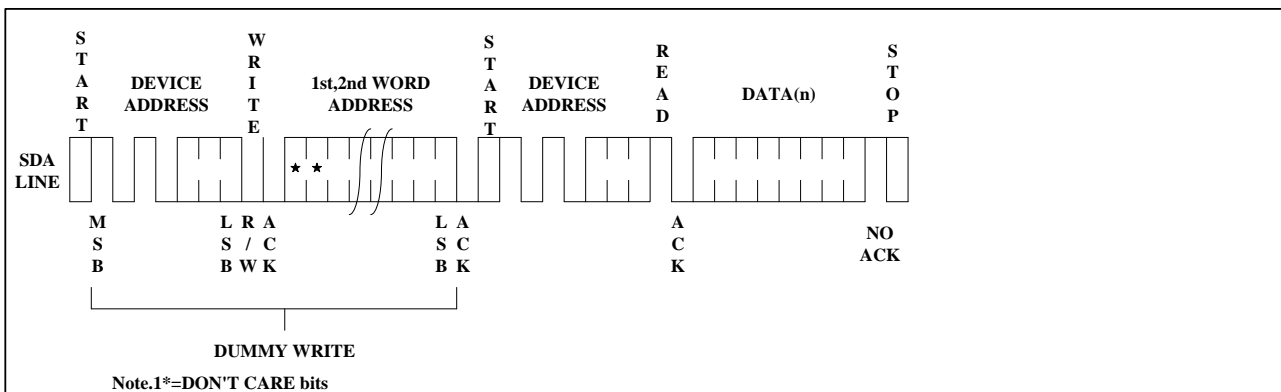 START
WRITE
START
READ
STOP
DEVICE
ADDRESS
1st,2nd WORD
ADDRESS
DEVICE
ADDRESS
DATA(n)
SDA
LINE
★ ★
MSB
LSB
R/W
ACK
LSB
ACK
ACK
NO
ACK
DUMMY WRITE
Note.1*=DON'T CARE bits